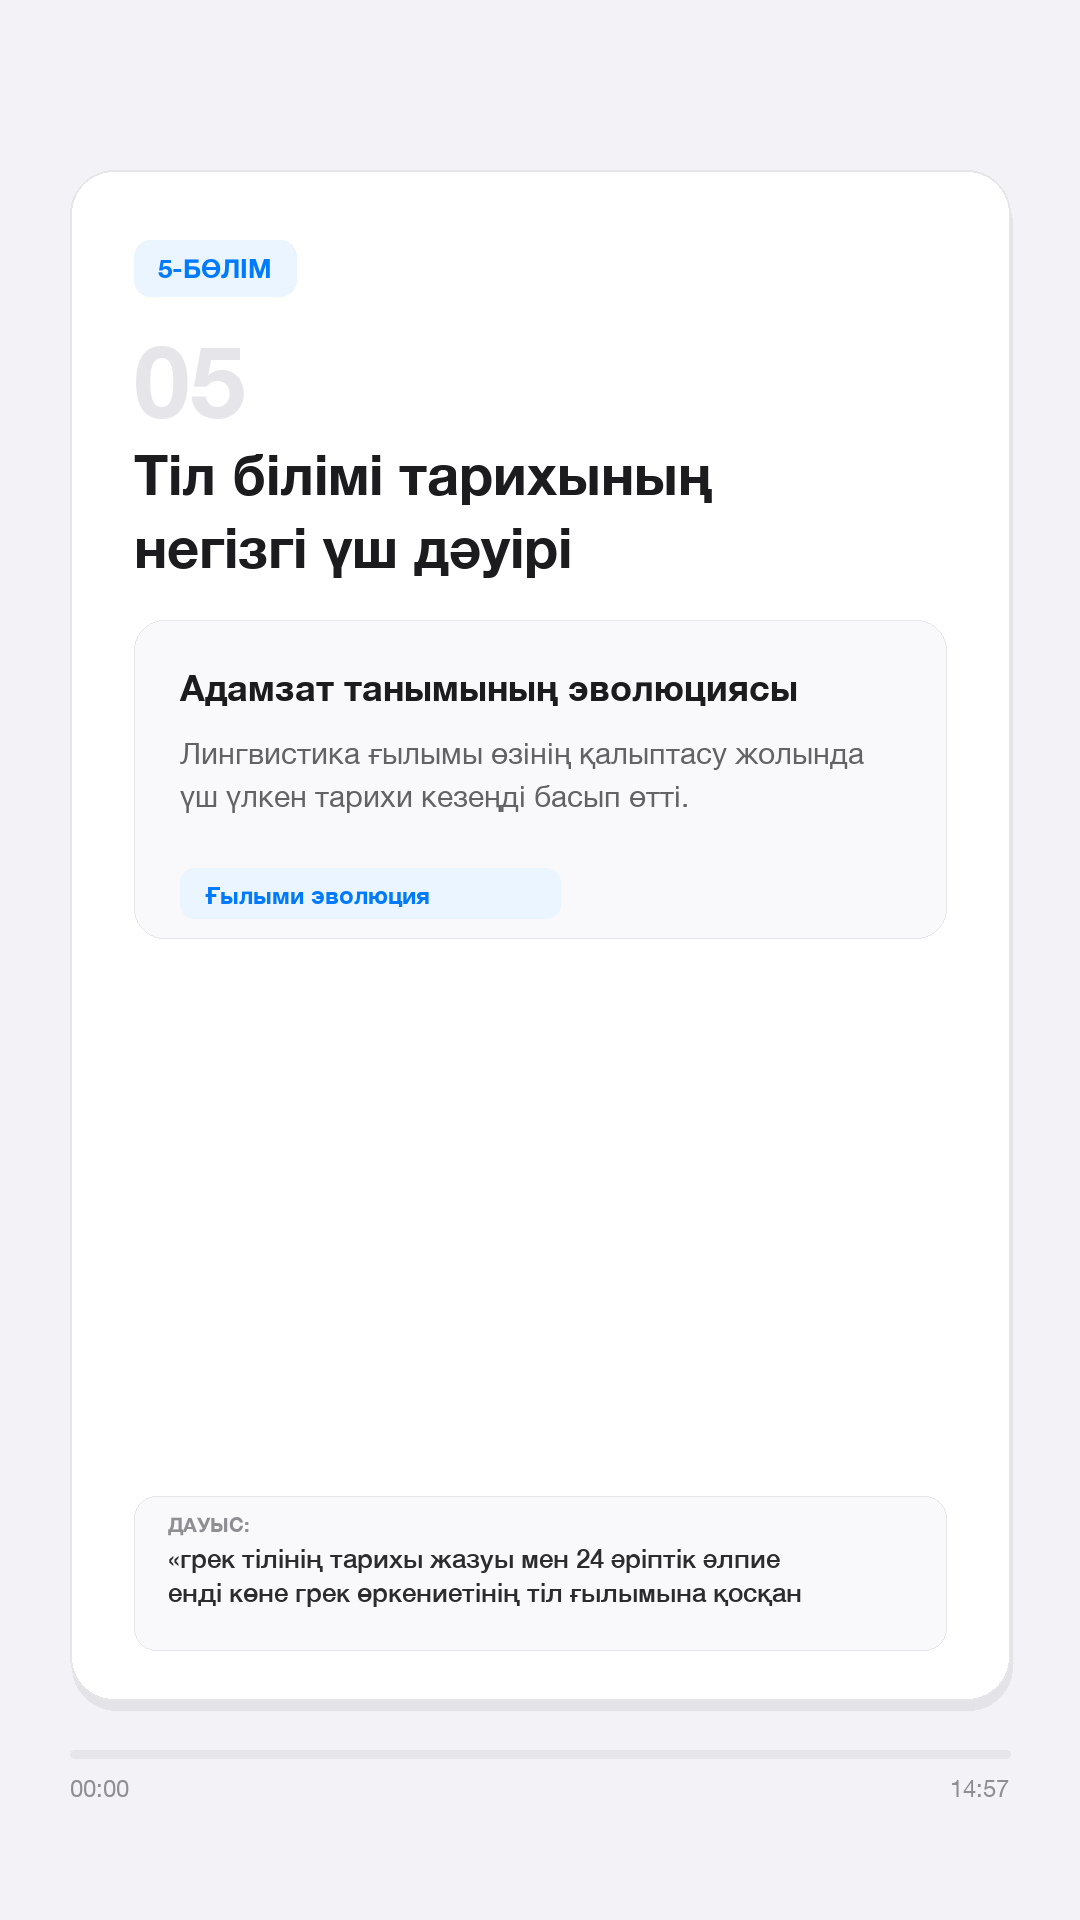 5-БӨЛІМ
05
Тіл білімі тарихының
негізгі үш дәуірі
Адамзат танымының эволюциясы
Лингвистика ғылымы өзінің қалыптасу жолында
үш үлкен тарихи кезеңді басып өтті.
Ғылыми эволюция
ДАУЫС:
«грек тілінің тарихы жазуы мен 24 әріптік әлпие
енді көне грек өркениетінің тіл ғылымына қосқан
00:00
14:57